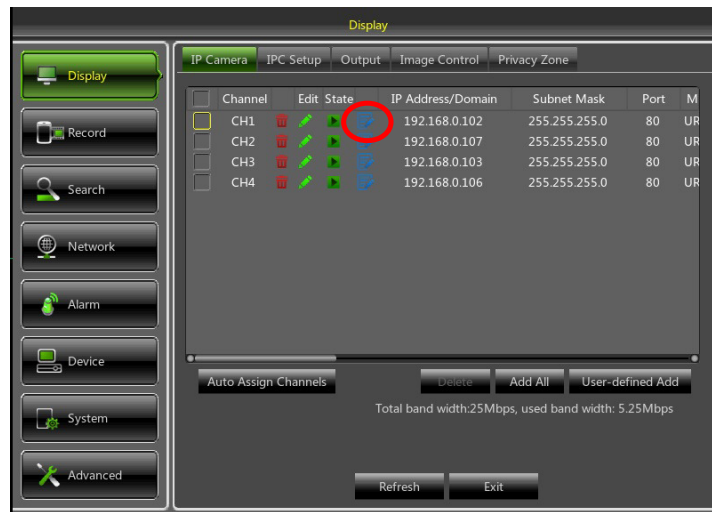 Display
IP Camera IPC Setup Output Image Control Privacy Zone
Display
Record
Search
Network
Alarm
Device
System
Advanced
Channel Edit State IP Address/Domain Subnet Mask Port M
CH1 192.168.0.102 255.255.255.0 80 UR
CH2 192.168.0.107 255.255.255.0 80 UR
CH3 192.168.0.103 255.255.255.0 80 UR
CH4 192.168.0.106 255.255.255.0 80 UR
Auto Assign Channels Delete Add All User-defined Add
Total band width:25Mbps, used band width: 5.25Mbps
Refresh Exit